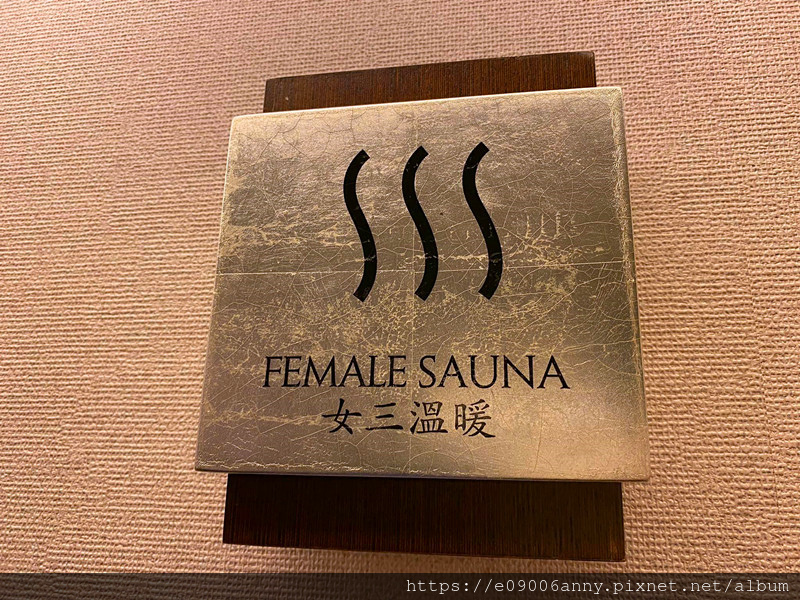 FEMALE SAUNA
女三溫暖
https://e09006anny.pixnet.net/album